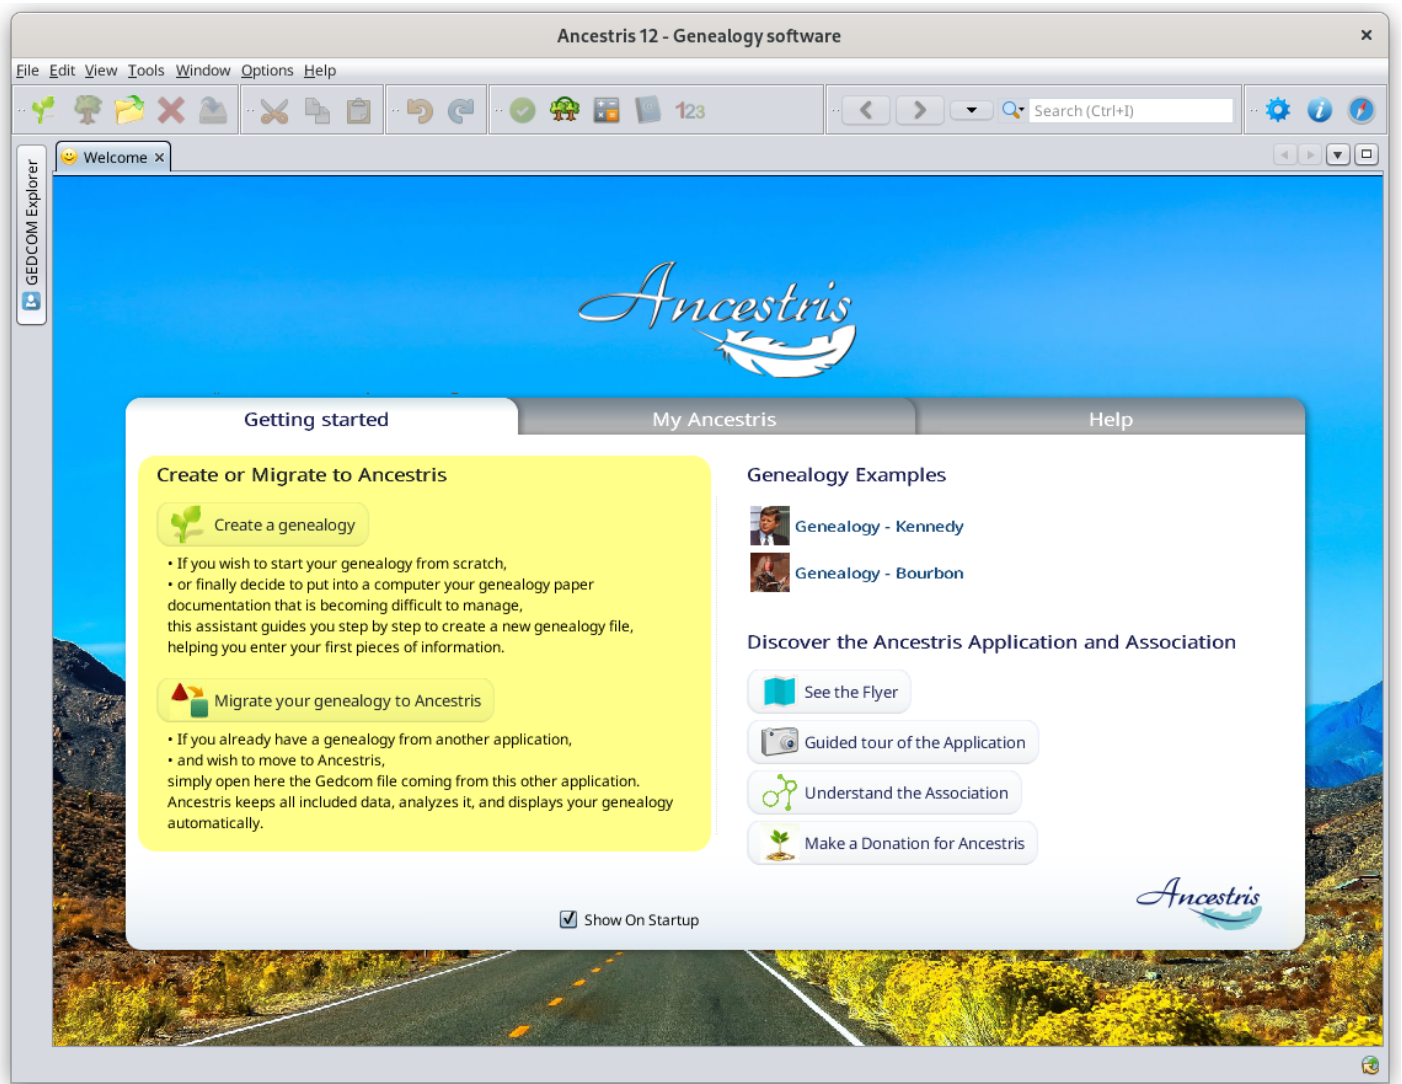 Ancestris 12 - Genealogy software
File Edit View Tools Window Options Help
123
Search (Ctrl+I)
GEDCOM Explorer
Welcome
Ancestris
Getting started
My Ancestris
Help
Create or Migrate to Ancestris
Create a genealogy
• If you wish to start your genealogy from scratch,
• or finally decide to put into a computer your genealogy paper
documentation that is becoming difficult to manage,
this assistant guides you step by step to create a new genealogy file,
helping you enter your first pieces of information.
Migrate your genealogy to Ancestris
• If you already have a genealogy from another application,
• and wish to move to Ancestris,
simply open here the Gedcom file coming from this other application.
Ancestris keeps all included data, analyzes it, and displays your genealogy
automatically.
Genealogy Examples
Genealogy - Kennedy
Genealogy - Bourbon
Discover the Ancestris Application and Association
See the Flyer
Guided tour of the Application
Understand the Association
Make a Donation for Ancestris
Ancestris
Show On Startup